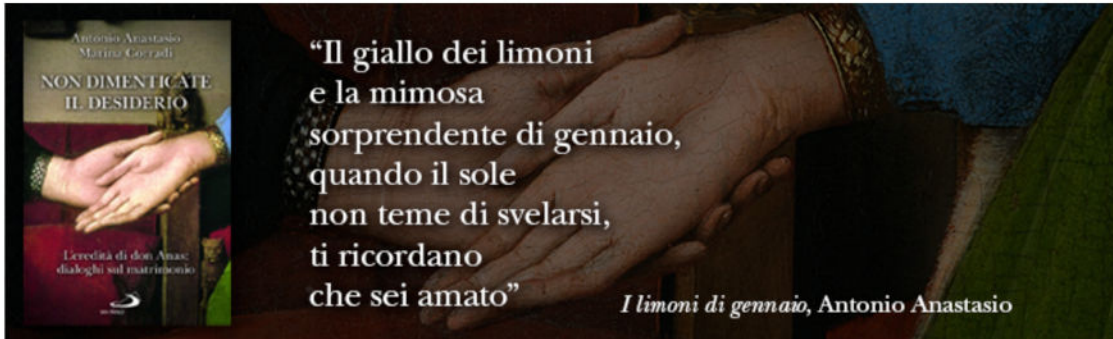 Antonio Anastasio
Marina Corradi
NON DIMENTICATE
IL DESIDERIO
L'eredità di don Anas:
dialoghi sul matrimonio
SAN PAOLO
“Il giallo dei limoni
e la mimosa
sorprendente di gennaio,
quando il sole
non teme di svelarsi,
ti ricordano
che sei amato”
I limoni di gennaio, Antonio Anastasio